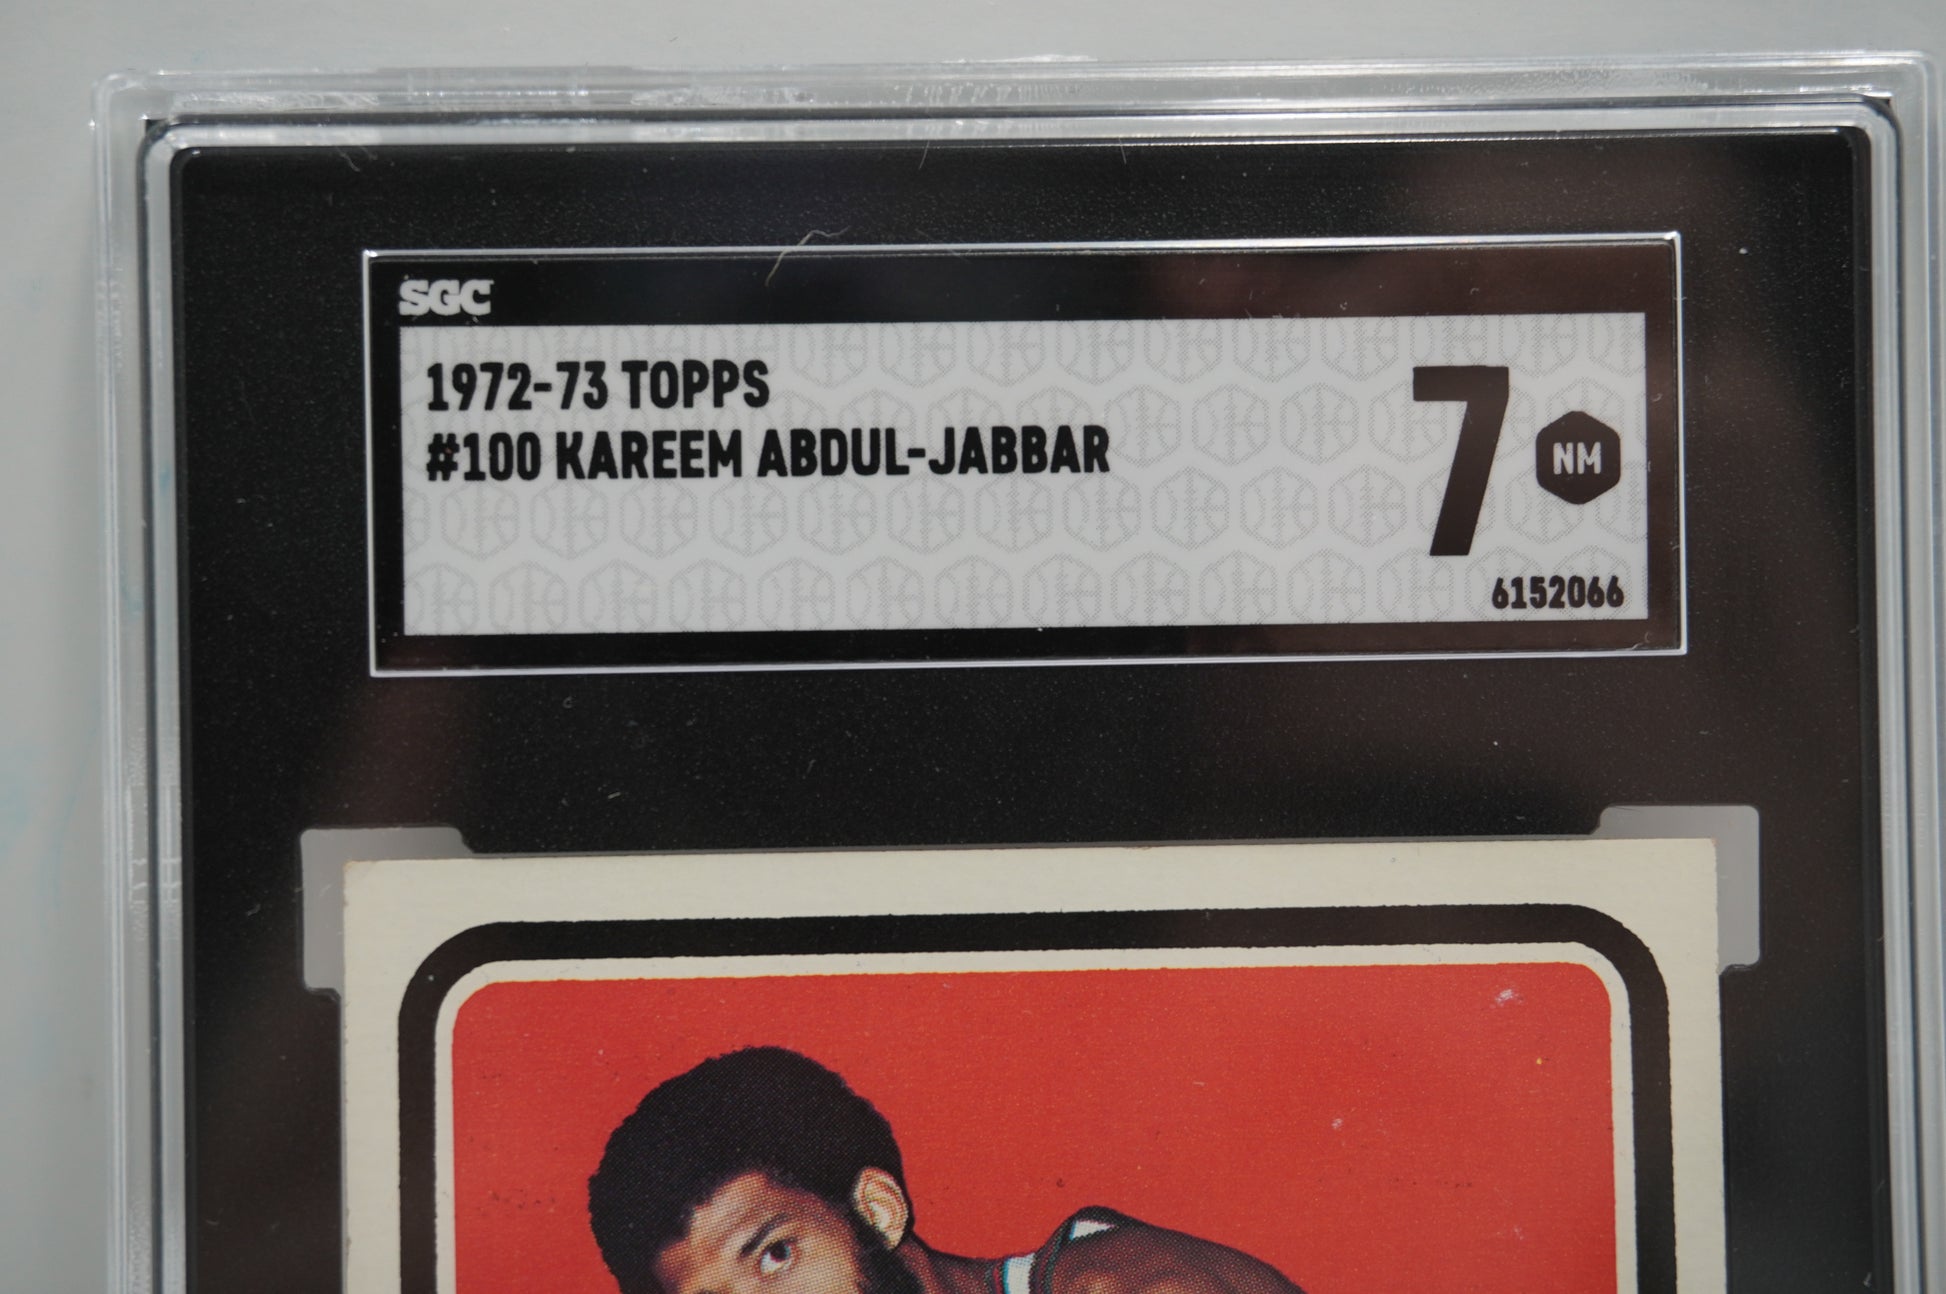 SGC
1972-73 TOPPS
#100 KAREEM ABDUL-JABBAR
7
NM
6152066